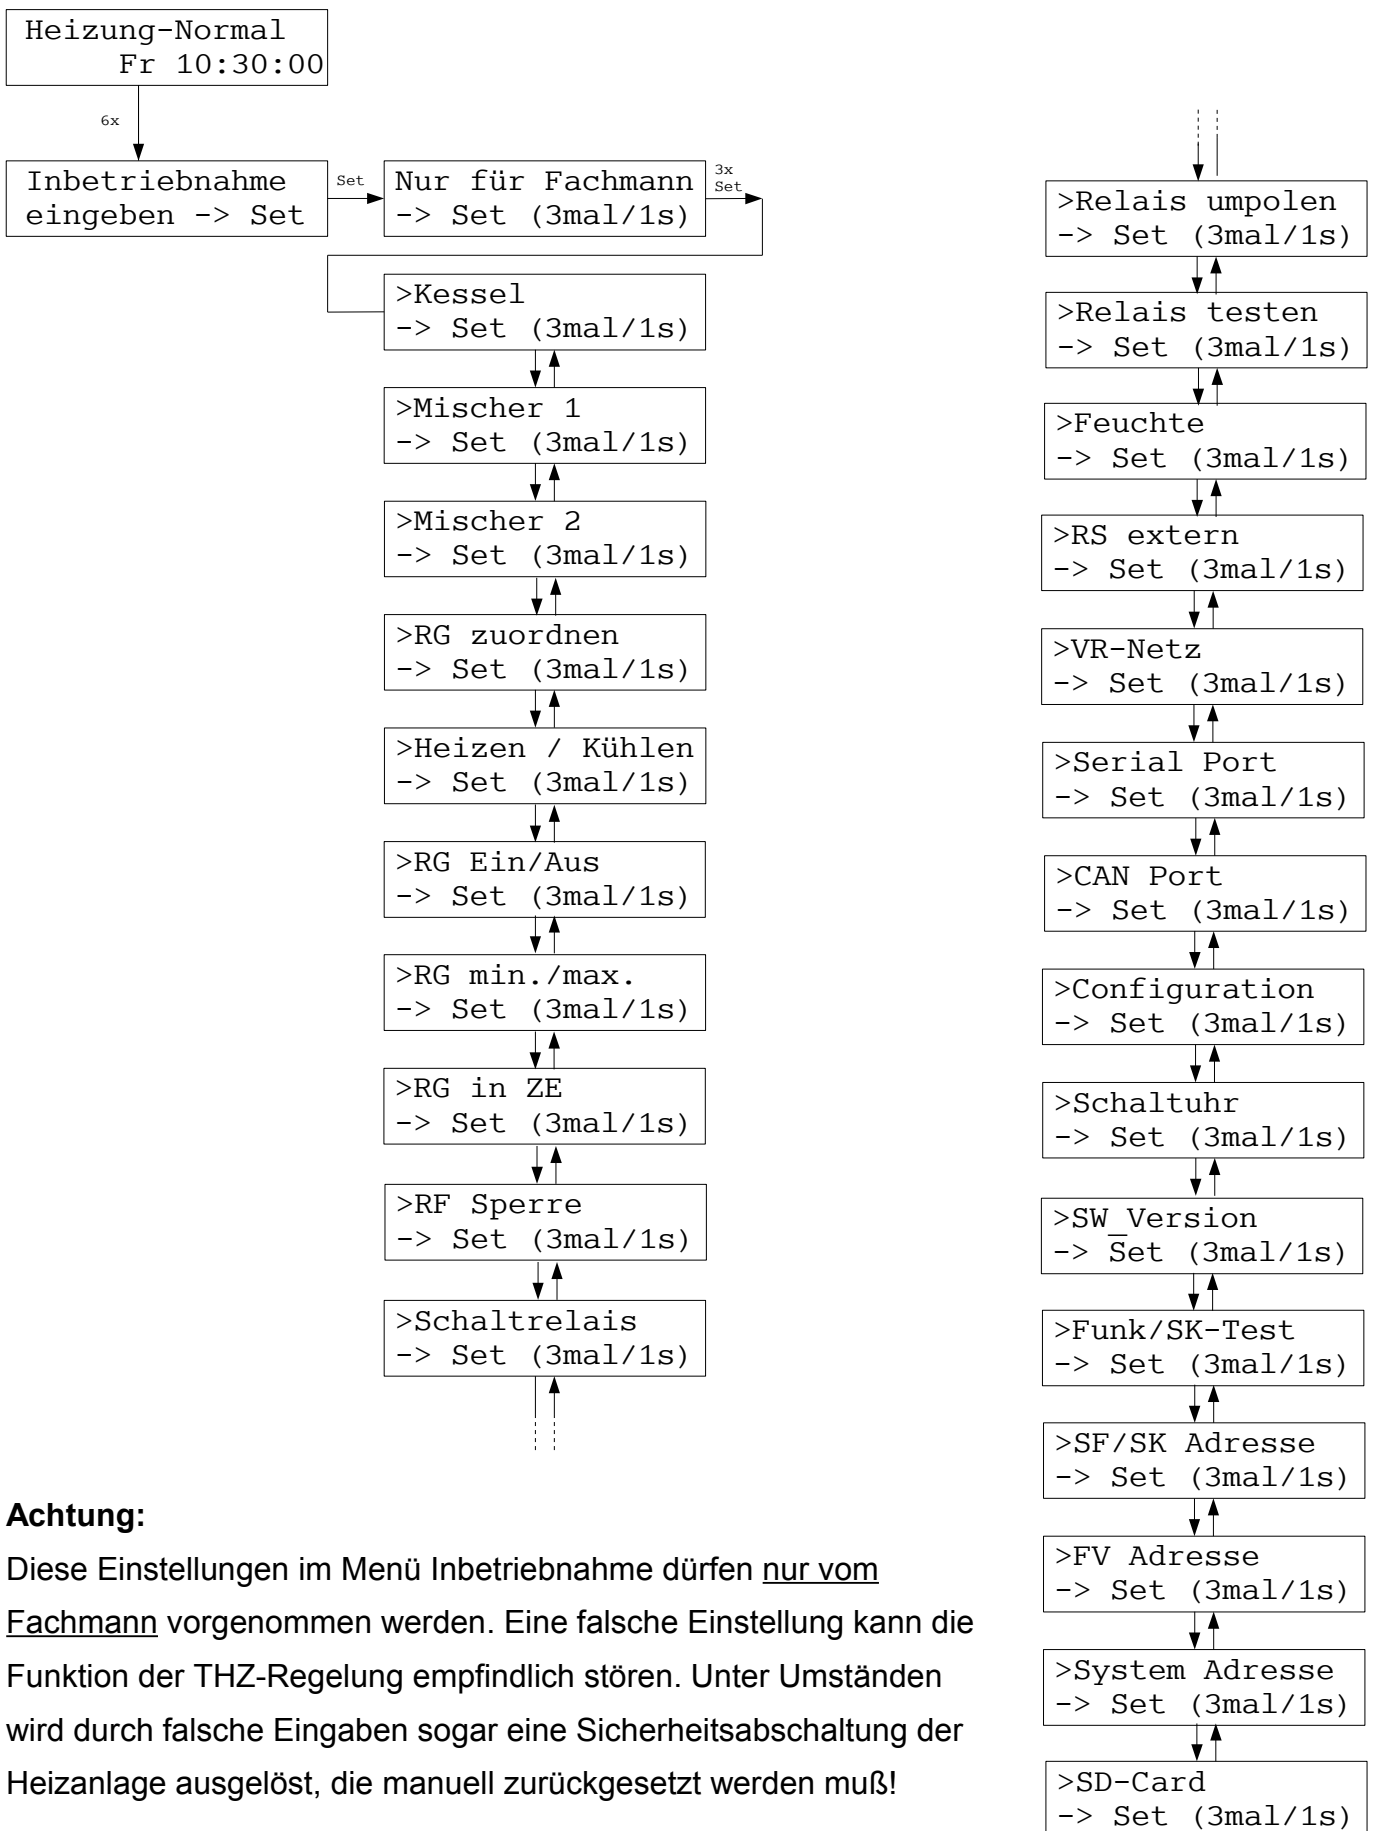 Heizung-Normal
Fr 10:30:00
6x
Inbetriebnahme
eingeben -> Set
Set
Nur für Fachmann
-> Set (3mal/1s)
3x
Set
>Kessel
-> Set (3mal/1s)
>Mischer 1
-> Set (3mal/1s)
>Mischer 2
-> Set (3mal/1s)
>RG zuordnen
-> Set (3mal/1s)
>Heizen / Kühlen
-> Set (3mal/1s)
>RG Ein/Aus
-> Set (3mal/1s)
>RG min./max.
-> Set (3mal/1s)
>RG in ZE
-> Set (3mal/1s)
>RF Sperre
-> Set (3mal/1s)
>Schaltrelais
-> Set (3mal/1s)
>Relais umpolen
-> Set (3mal/1s)
>Relais testen
-> Set (3mal/1s)
>Feuchte
-> Set (3mal/1s)
>RS extern
-> Set (3mal/1s)
>VR-Netz
-> Set (3mal/1s)
>Serial Port
-> Set (3mal/1s)
>CAN Port
-> Set (3mal/1s)
>Configuration
-> Set (3mal/1s)
>Schaltuhr
-> Set (3mal/1s)
>SW_Version
-> Set (3mal/1s)
>Funk/SK-Test
-> Set (3mal/1s)
>SF/SK Adresse
-> Set (3mal/1s)
>FV Adresse
-> Set (3mal/1s)
>System Adresse
-> Set (3mal/1s)
>SD-Card
-> Set (3mal/1s)
Achtung:
Diese Einstellungen im Menü Inbetriebnahme dürfen nur vom
Fachmann vorgenommen werden. Eine falsche Einstellung kann die
Funktion der THZ-Regelung empfindlich stören. Unter Umständen
wird durch falsche Eingaben sogar eine Sicherheitsabschaltung der
Heizanlage ausgelöst, die manuell zurückgesetzt werden muß!